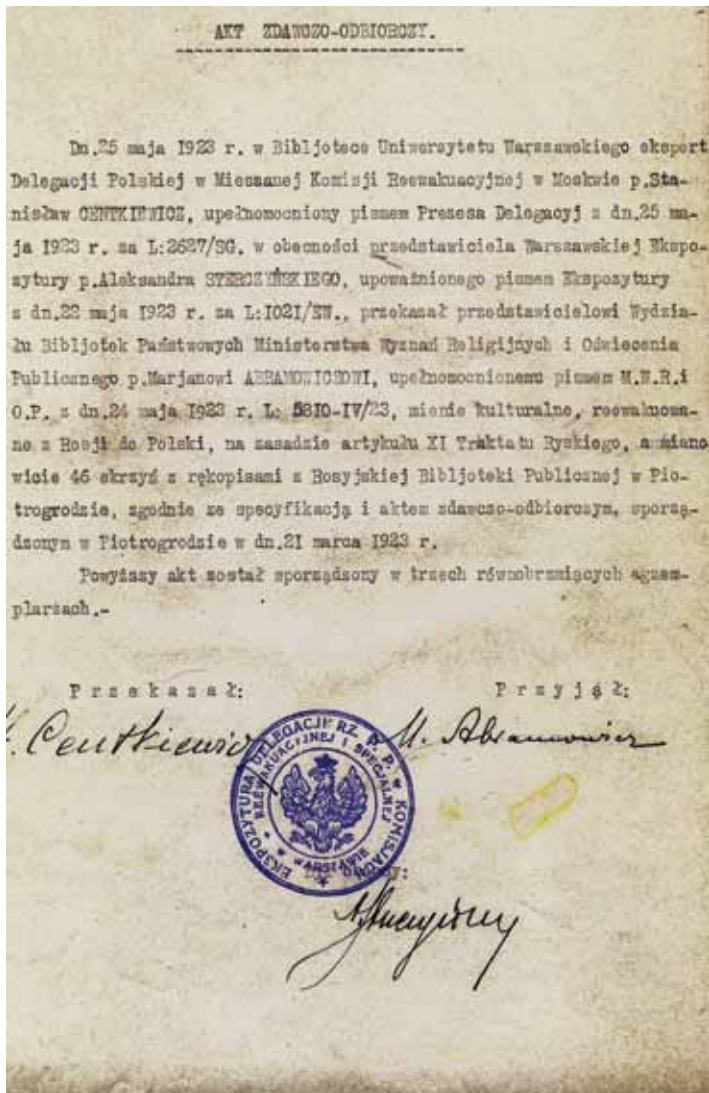 AKT ZDAWCZO-ODBIORCZY.
Dn.25 maja 1923 r. w Bibljotece Uniwersytetu Warszawskiego ekspert
Delegacji Polskiej w Mieszanej Komisji Reewakuacyjnej w Moskwie p.Sta-
nisław CENTKIEWICZ, upełnomocniony pismem Prezesa Delegacyj z dn.25 ma-
ja 1923 r. za L:2627/SG. w obecności przedstawiciela Warszawskiej Ekspo-
zytury p.Aleksandra STERCZYŃSKIEGO, upoważnionego pismem Ekspozytury
z dn.22 maja 1923 r. za L:1021/EW., przekazał przedstawicielowi Wydzia-
łu Bibljotek Państwowych Ministerstwa Wyznań Religijnych i Oświecenia
Publicznego p.Marjanowi ABRAMOWICZOWI, upełnomocnionemu pismem M.W.R.i
O.P. z dn.24 maja 1923 r. L: 5810-IV/23, mienie kulturalne, reewakuowa-
ne z Rosji do Polski, na zasadzie artykułu XI Traktatu Ryskiego, a miano
wicie 46 skrzyń z rękopisami z Rosyjskiej Bibljoteki Publicznej w Pio-
trogrodzie, zgodnie ze specyfikacją i aktem zdawczo-odbiorczym, sporzą-
dzonym w Piotrogrodzie w dn.21 marca 1923 r.
Powyższy akt został sporządzony w trzech równobrzmiących egzem-
plarzach.-
Przekazał: Przyjął:
Centkiewicz M. Abramowicz
EKSPOZYTURA DELEGACJI RZ. P. P. W KOMISJACH
REEWAKUACYJNEJ I SPECJALNEJ
W WARSZAWIE